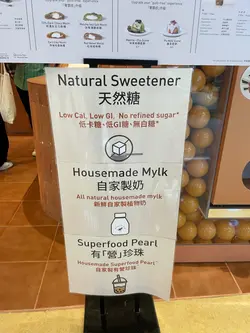 Natural Sweetener
天然糖
Low Cal, Low GI, No refined sugar*
低卡糖、低GI糖、無白糖*
Housemade Mylk
自家製奶
All natural housemade mylk
新鮮自家製植物奶
Superfood Pearl
有「營」珍珠
Housemade Superfood Pearl
自家製有營珍珠